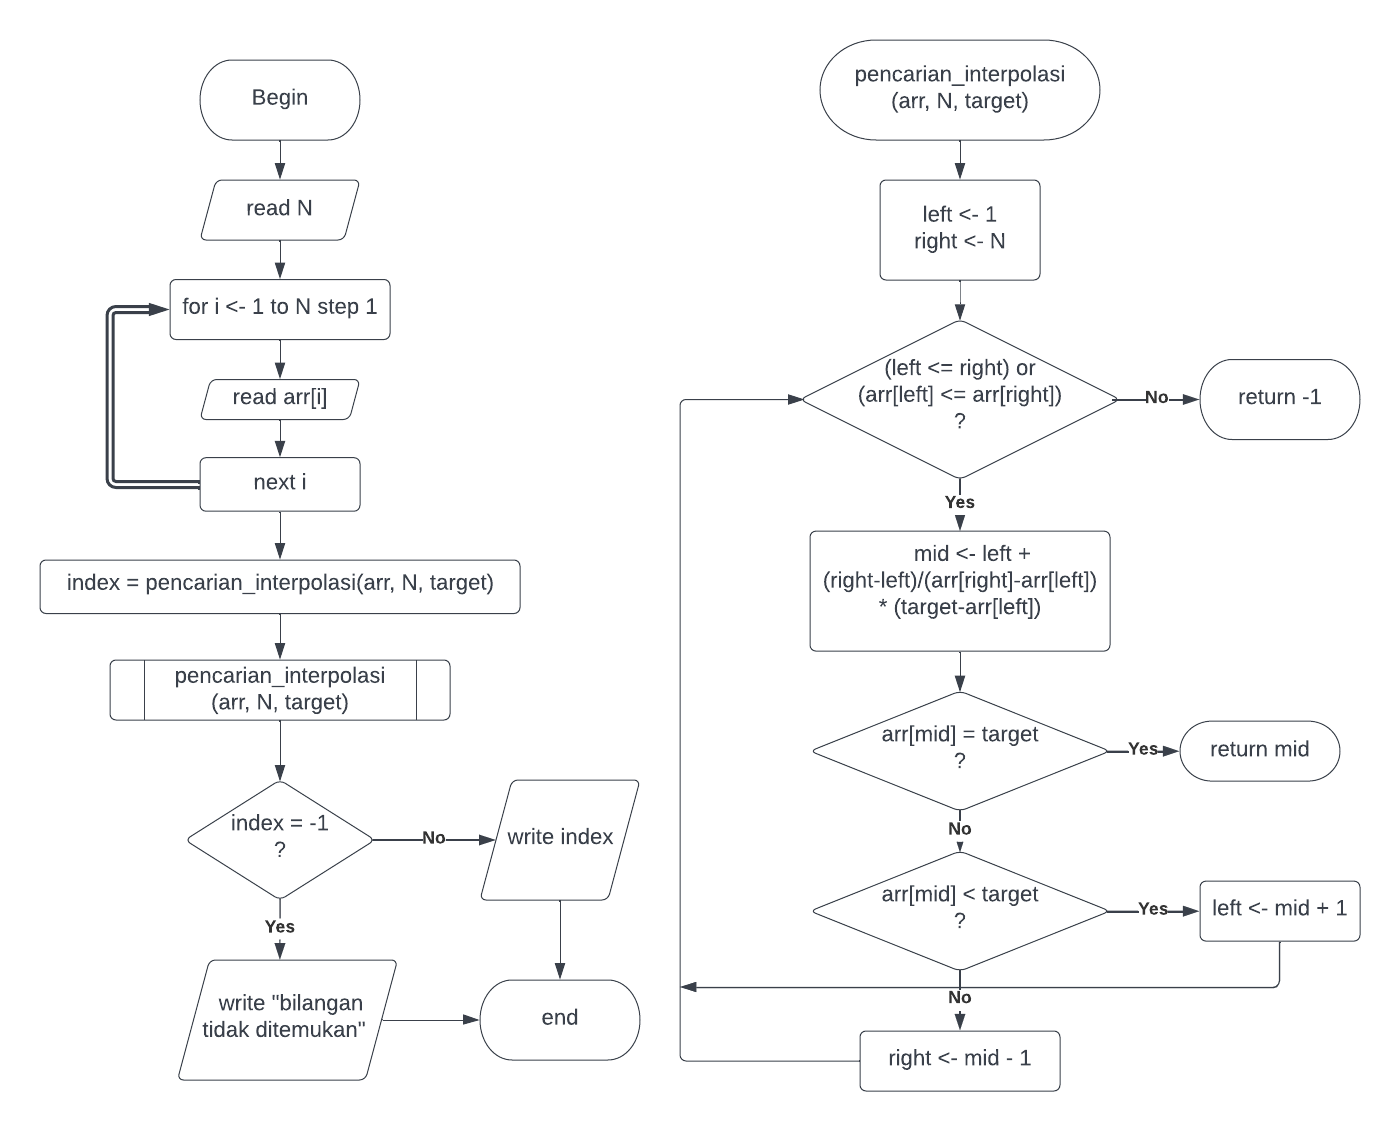 Begin
read N
for i <- 1 to N step 1
read arr[i]
next i
index = pencarian_interpolasi(arr, N, target)
pencarian_interpolasi
(arr, N, target)
index = -1
?
No
write index
Yes
write "bilangan
tidak ditemukan"
end
pencarian_interpolasi
(arr, N, target)
left <- 1
right <- N
(left <= right) or
(arr[left] <= arr[right])
?
No
return -1
Yes
mid <- left +
(right-left)/(arr[right]-arr[left])
* (target-arr[left])
arr[mid] = target
?
Yes
return mid
No
arr[mid] < target
?
Yes
left <- mid + 1
No
right <- mid - 1